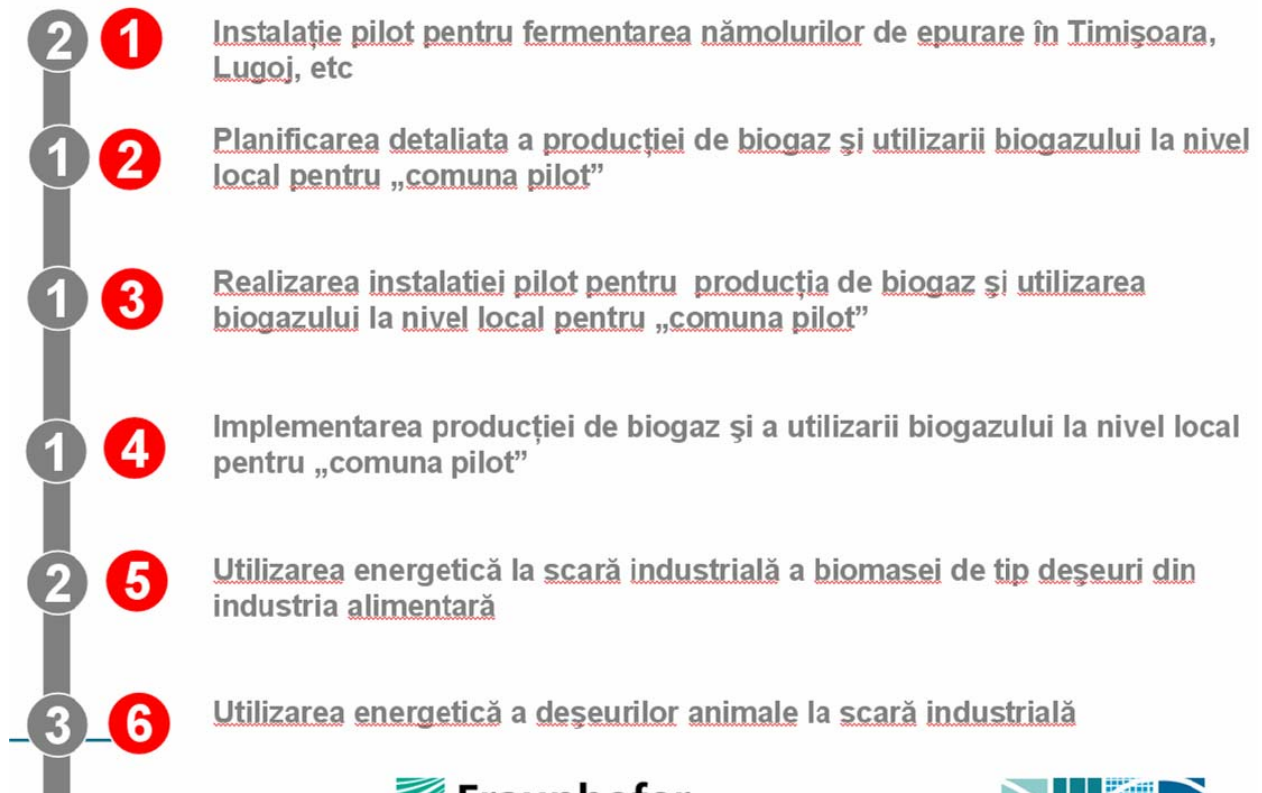 2 1 Instalație pilot pentru fermentarea nămolurilor de epurare în Timișoara,
Lugoj, etc
1 2 Planificarea detaliata a producției de biogaz și utilizarii biogazului la nivel
local pentru „comuna pilot”
1 3 Realizarea instalatiei pilot pentru producția de biogaz și utilizarea
biogazului la nivel local pentru „comuna pilot”
1 4 Implementarea producției de biogaz și a utilizarii biogazului la nivel local
pentru „comuna pilot”
2 5 Utilizarea energetică la scară industrială a biomasei de tip deșeuri din
industria alimentară
3 6 Utilizarea energetică a deșeurilor animale la scară industrială
Fraunhofer